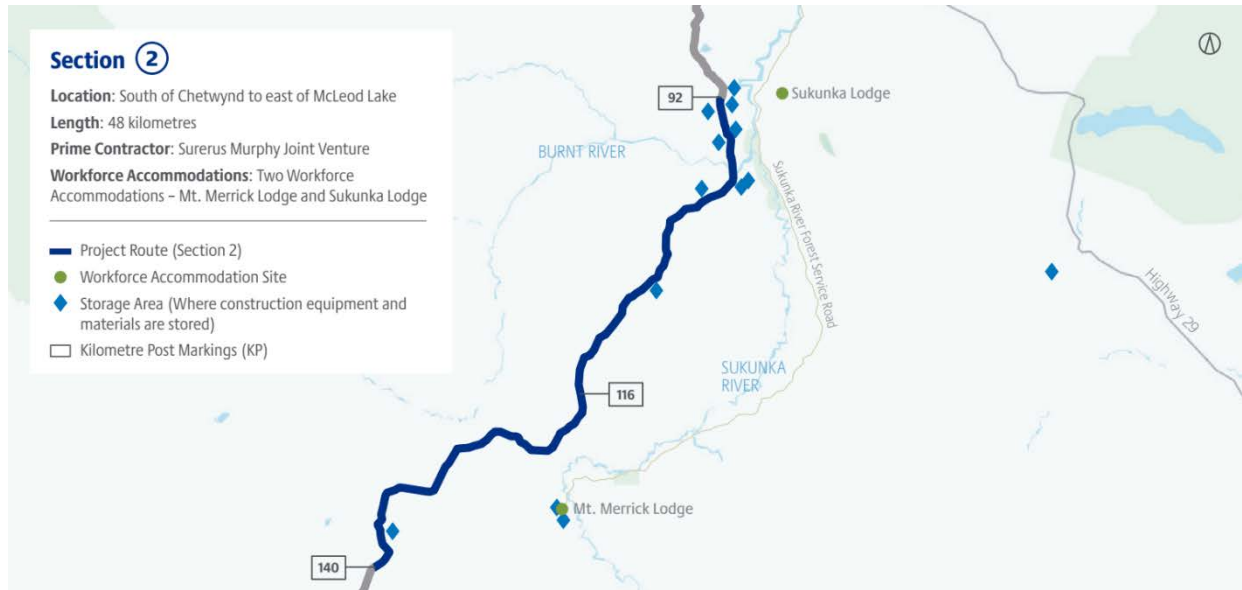 Section 2
Location: South of Chetwynd to east of McLeod Lake
Length: 48 kilometres
Prime Contractor: Surerus Murphy Joint Venture
Workforce Accommodations: Two Workforce
Accommodations – Mt. Merrick Lodge and Sukunka Lodge
Project Route (Section 2)
Workforce Accommodation Site
Storage Area (Where construction equipment and
materials are stored)
Kilometre Post Markings (KP)
92
Sukunka Lodge
BURNT RIVER
Sukunka River Forest Service Road
Highway 29
SUKUNKA
RIVER
116
Mt. Merrick Lodge
140